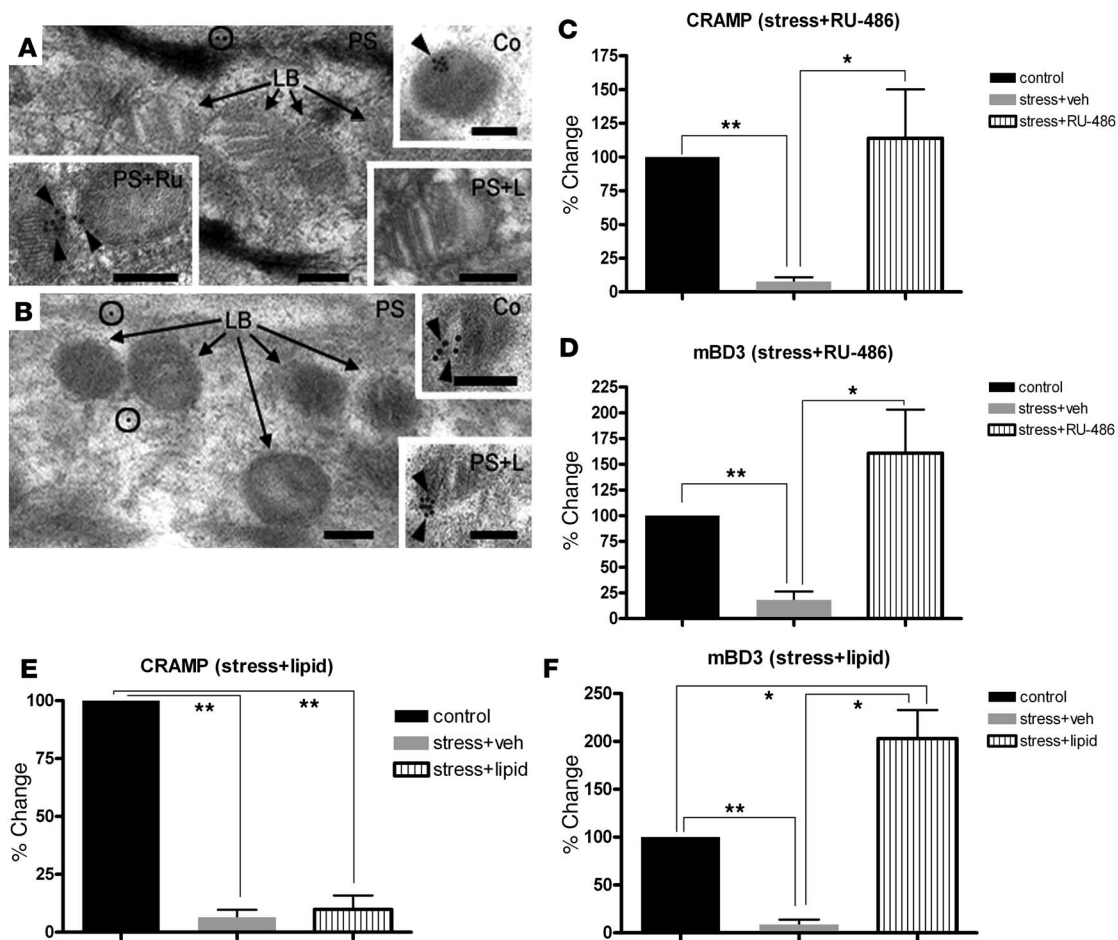 A
PS
LB
Co
PS+Ru
PS+L
B
PS
LB
Co
PS+L
C
CRAMP (stress+RU-486)
% Change
175
150
125
100
75
50
25
0
**
*
control
stress+veh
stress+RU-486
D
mBD3 (stress+RU-486)
% Change
225
200
175
150
125
100
75
50
25
0
**
*
control
stress+veh
stress+RU-486
E
CRAMP (stress+lipid)
% Change
100
75
50
25
0
**
**
control
stress+veh
stress+lipid
F
mBD3 (stress+lipid)
% Change
250
200
150
100
50
0
**
*
*
control
stress+veh
stress+lipid